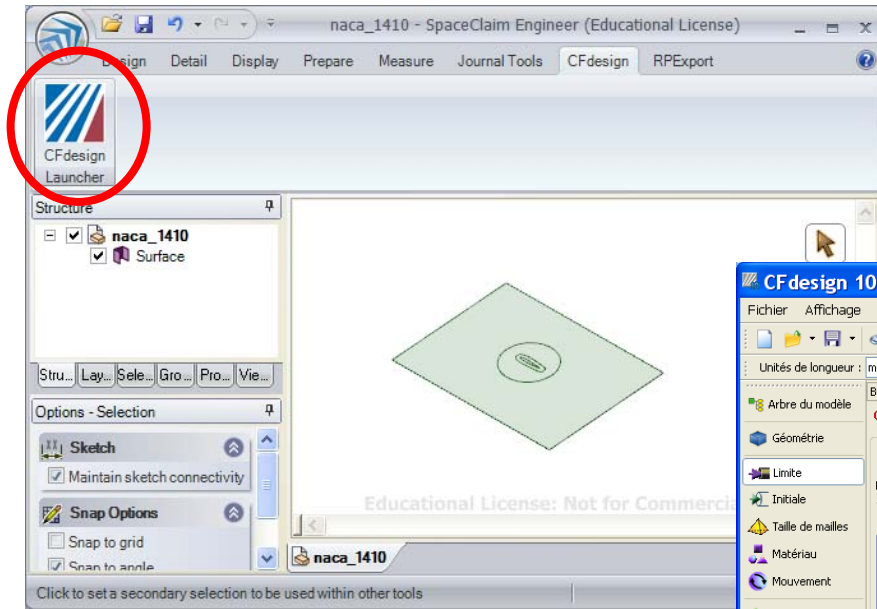 naca_1410 - SpaceClaim Engineer (Educational License)
Design Detail Display Prepare Measure Journal Tools CFdesign RPExport
CFdesign
Launcher
Structure
naca_1410
Surface
Stru... Lay... Sele... Gro... Pro... Vie...
Options - Selection
Sketch
Maintain sketch connectivity
Snap Options
Snap to grid
Snap to angle
Educational License: Not for Commercia
naca_1410
Click to set a secondary selection to be used within other tools
CFdesign 10
Fichier Affichage
Unités de longueur : m
Arbre du modèle
Géométrie
Limite
Initiale
Taille de mailles
Matériau
Mouvement